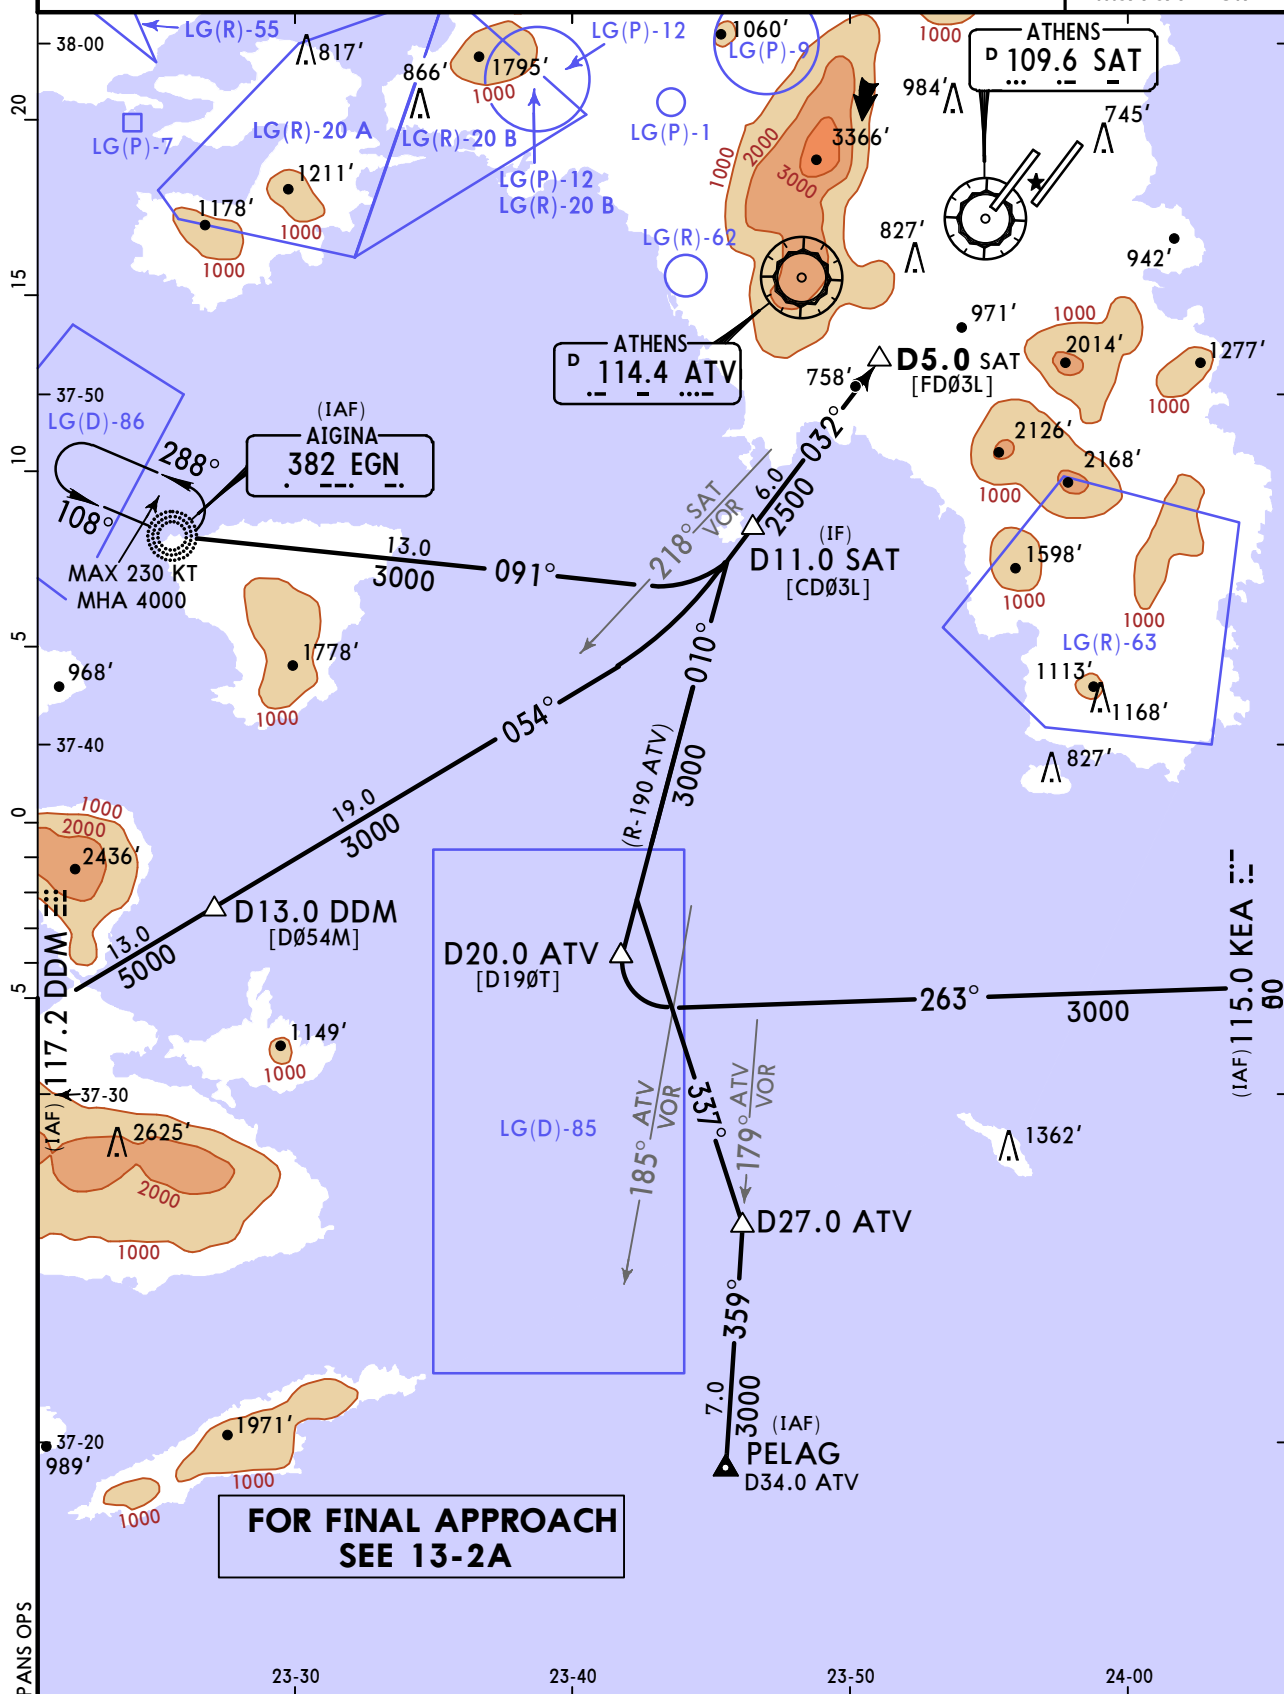 38-00
LG(R)-55
817′
LG(P)-12
1060′
LG(P)-9
1000
ATHENS
D 109.6 SAT
866′
1795′
1000
984′
745′
20
LG(P)-7
LG(R)-20 A
LG(R)-20 B
LG(P)-1
1000
2000
3000
3366′
LG(P)-12
LG(R)-20 B
1211′
1178′
1000
1000
LG(R)-62
827′
942′
15
971′
1000
2014′
1277′
1000
ATHENS
D 114.4 ATV
758′
D5.0 SAT
[FDØ3L]
37-50
LG(D)-86
(IAF)
AIGINA
382 EGN
288°
108°
032°
2126′
2168′
1000
10
218° SAT
VOR
6.0
2500
(IF)
D11.0 SAT
[CDØ3L]
MAX 230 KT
MHA 4000
13.0
3000
091°
1598′
1000
1000
5
LG(R)-63
968′
1778′
1000
010°
1113′
1168′
054°
37-40
827′
(R-190 ATV)
3000
19.0
3000
0
1000
2000
2436′
D13.0 DDM
[DØ54M]
13.0
5000
(IAF) 117.2 DDM
D20.0 ATV
[D19ØT]
5
263°
3000
(IAF) 115.0 KEA
60
1149′
1000
37-30
LG(D)-85
337°
185° ATV
VOR
179° ATV
VOR
2625′
2000
1000
1362′
D27.0 ATV
359°
7.0
3000
(IAF)
PELAG
D34.0 ATV
37-20
989′
1971′
1000
1000
FOR FINAL APPROACH
SEE 13-2A
PANS OPS
23-30
23-40
23-50
24-00